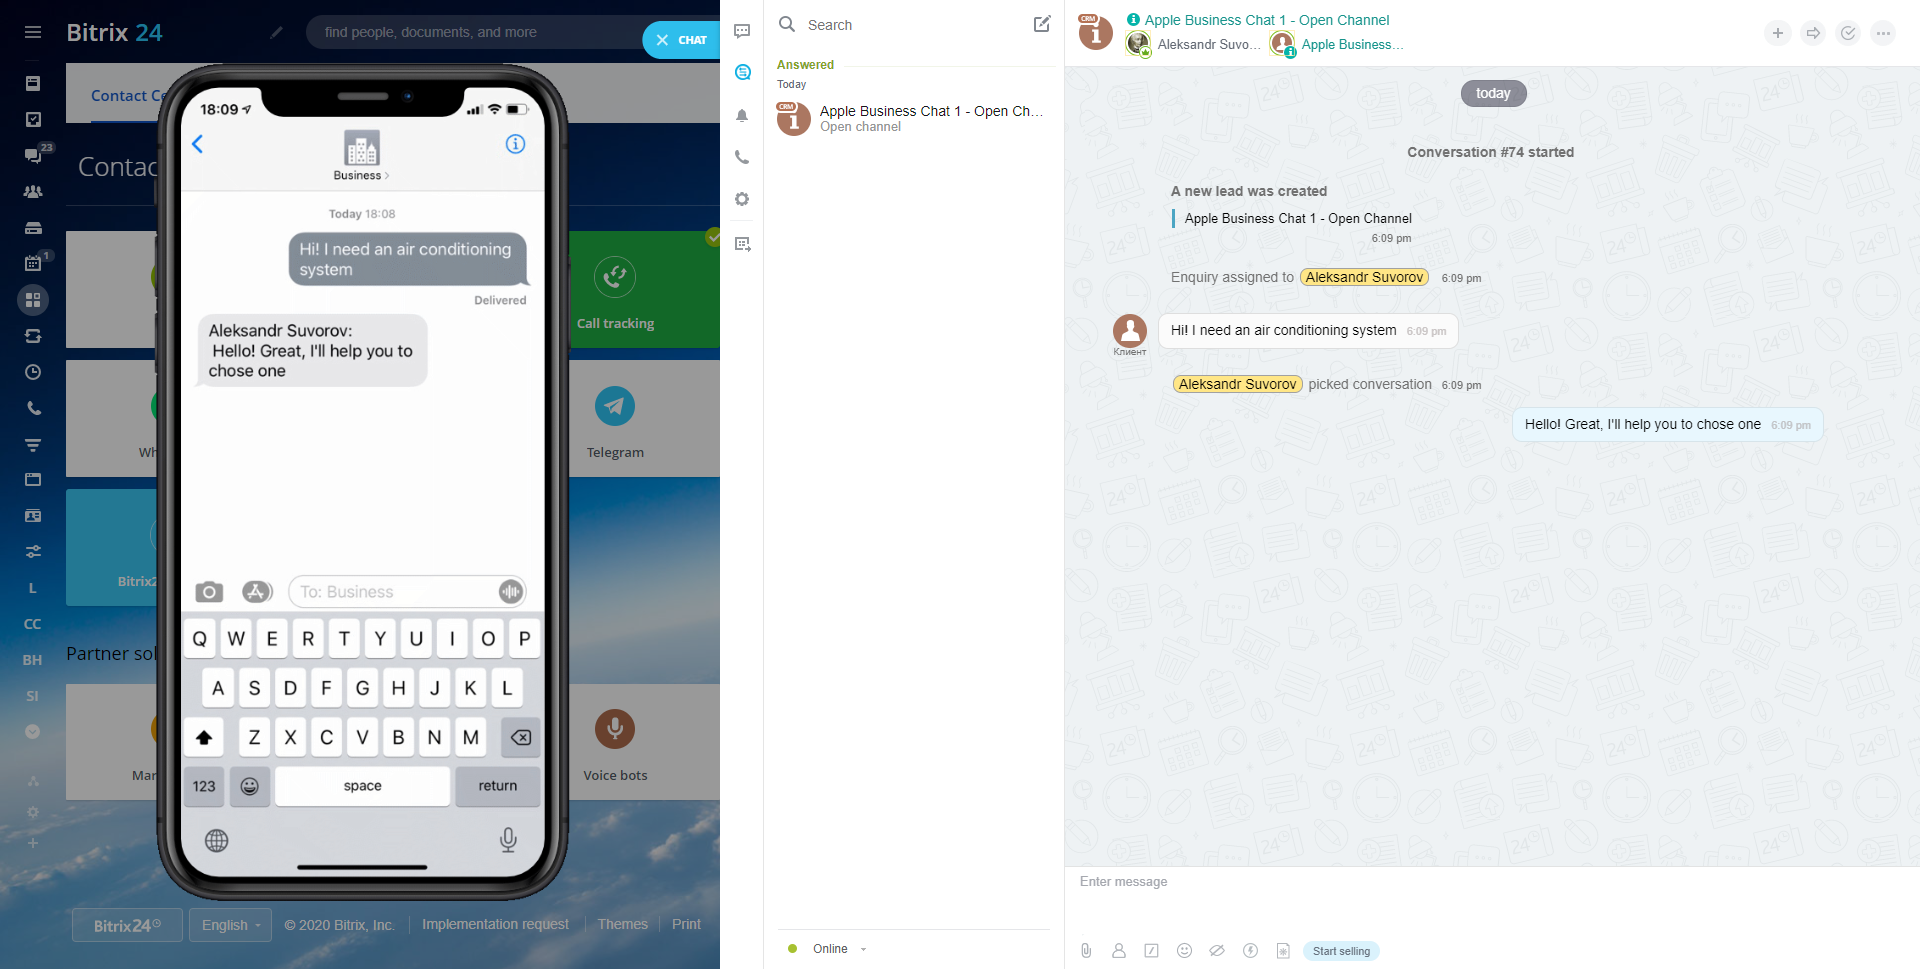 Bitrix 24
find people, documents, and more
CHAT
Contact Ce
Contac
23
1
L
CC
BH
SI
Call tracking
Wh
Telegram
Bitrix2
Partner sol
Mar
Voice bots
18:09
Business
Today 18:08
Hi! I need an air conditioning
system
Delivered
Aleksandr Suvorov:
Hello! Great, I'll help you to
chose one
To: Business
Q W E R T Y U I O P
A S D F G H J K L
Z X C V B N M
123 space return
Bitrix24
English
© 2020 Bitrix, Inc.
Implementation request
Themes
Print
Search
Answered
Today
CRM
Apple Business Chat 1 - Open Ch...
Open channel
Online
CRM
Apple Business Chat 1 - Open Channel
Aleksandr Suvo...
Apple Business...
today
Conversation #74 started
A new lead was created
Apple Business Chat 1 - Open Channel
6:09 pm
Enquiry assigned to Aleksandr Suvorov 6:09 pm
Hi! I need an air conditioning system 6:09 pm
Клиент
Aleksandr Suvorov picked conversation 6:09 pm
Hello! Great, I'll help you to chose one 6:09 pm
Enter message
Start selling